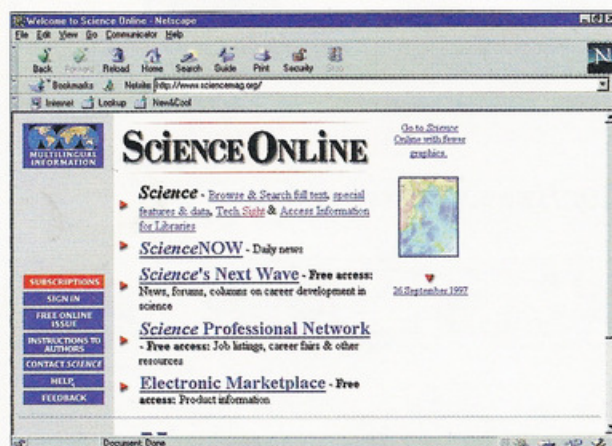 Welcome to Science Online - Netscape
File Edit View Go Communicator Help
Back Forward Reload Home Search Guide Print Security Stop
Bookmarks Netsite: http://www.sciencemag.org/
Internet Lookup New&Cool
MULTILINGUAL
INFORMATION
SUBSCRIPTIONS
SIGN IN
FREE ONLINE
ISSUE
INSTRUCTIONS TO
AUTHORS
CONTACT SCIENCE
HELP
FEEDBACK
SCIENCE ONLINE
Science - Browse & Search full text, special
features & data, Tech Sight & Access Information
for Libraries
ScienceNOW - Daily news
Science's Next Wave - Free access:
News, forums, columns on career development in
science
Science Professional Network
- Free access: Job listings, career fairs & other
resources
Electronic Marketplace - Free
access: Product information
Go to Science
Online with fewer
graphics.
26 September 1997
Document: Done